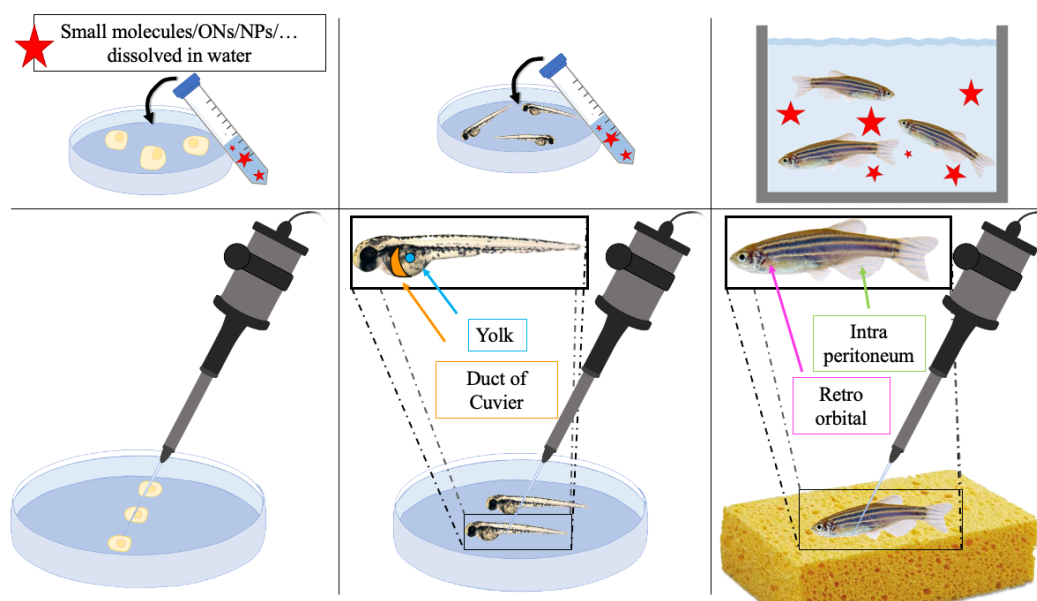 Small molecules/ONs/NPs/…
dissolved in water
Yolk
Duct of
Cuvier
Intra
peritoneum
Retro
orbital